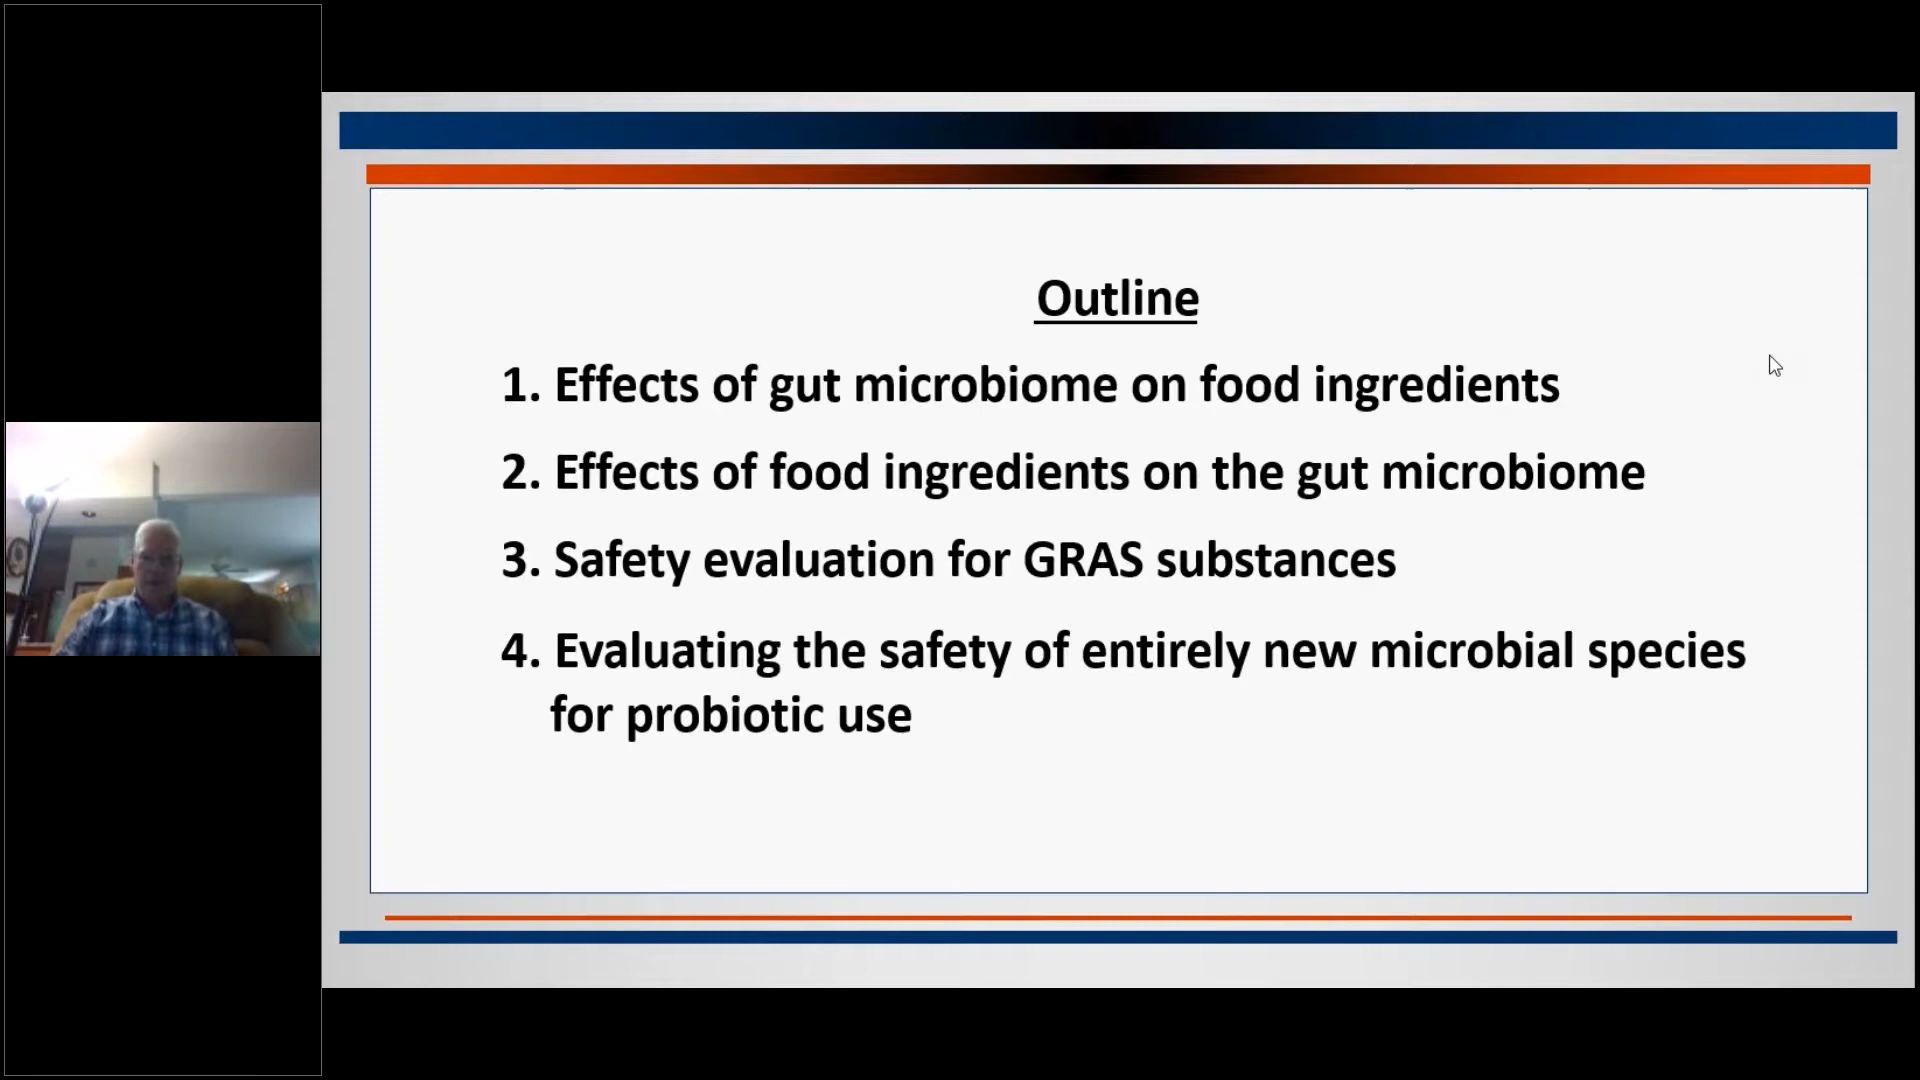 Outline
1. Effects of gut microbiome on food ingredients
2. Effects of food ingredients on the gut microbiome
3. Safety evaluation for GRAS substances
4. Evaluating the safety of entirely new microbial species
for probiotic use